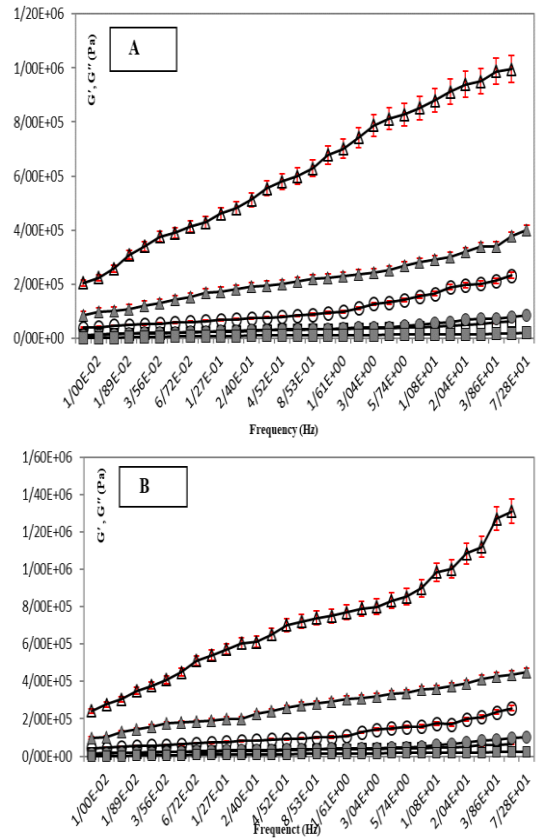 1/20E+06
A
G′, G″ (Pa)
1/00E+06
8/00E+05
6/00E+05
4/00E+05
2/00E+05
0/00E+00
1/00E-02
1/89E-02
3/56E-02
6/72E-02
1/27E-01
2/40E-01
4/52E-01
8/53E-01
1/61E+00
3/04E+00
5/74E+00
1/08E+01
2/04E+01
3/86E+01
7/28E+01
Frequency (Hz)
1/60E+06
B
G′, G″ (Pa)
1/40E+06
1/20E+06
1/00E+06
8/00E+05
6/00E+05
4/00E+05
2/00E+05
0/00E+00
1/00E-02
1/89E-02
3/56E-02
6/72E-02
1/27E-01
2/40E-01
4/52E-01
8/53E-01
1/61E+00
3/04E+00
5/74E+00
1/08E+01
2/04E+01
3/86E+01
7/28E+01
Frequenct (Hz)